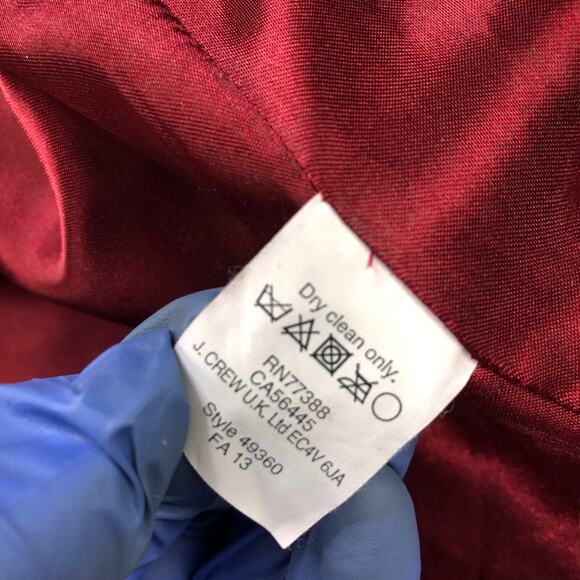 Dry clean only.
RN77388
CA56445
J. CREW U.K. Ltd EC4V 6JA
Style 49360
FA 13